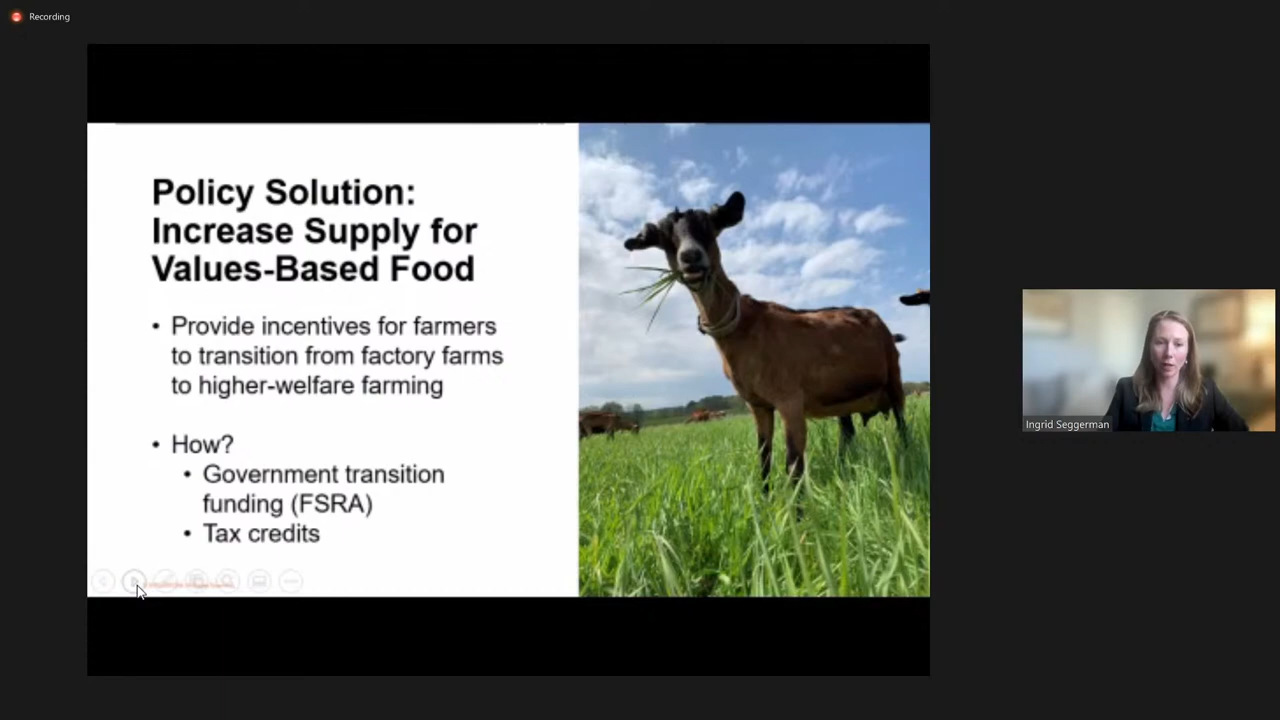 Recording
Policy Solution:
Increase Supply for
Values-Based Food
• Provide incentives for farmers
to transition from factory farms
to higher-welfare farming
• How?
• Government transition
funding (FSRA)
• Tax credits
Ingrid Seggerman